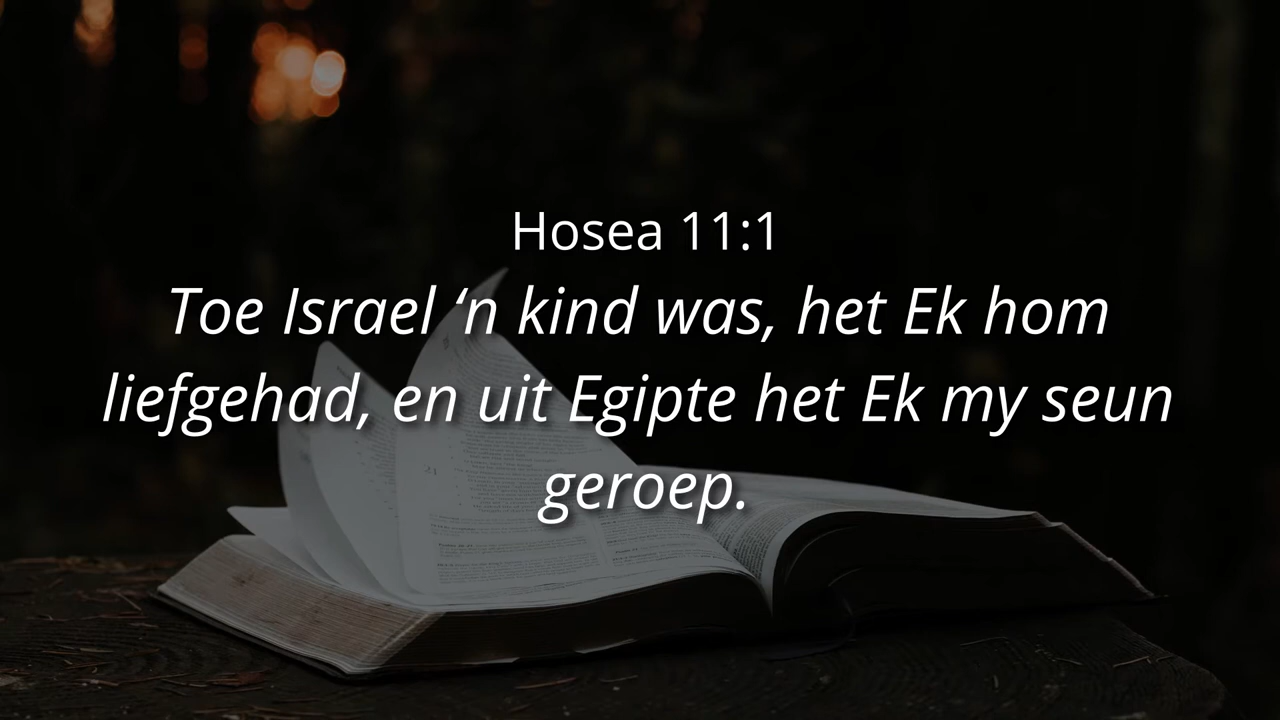 Hosea 11:1
Toe Israel ‘n kind was, het Ek hom
liefgehad, en uit Egipte het Ek my seun
geroep.